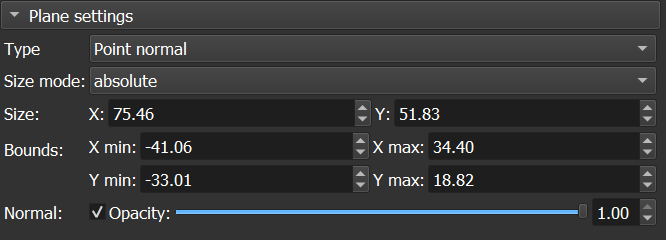 Plane settings
Type Point normal
Size mode: absolute
Size: X: 75.46 Y: 51.83
Bounds: X min: -41.06 X max: 34.40
Y min: -33.01 Y max: 18.82
Normal: Opacity: 1.00